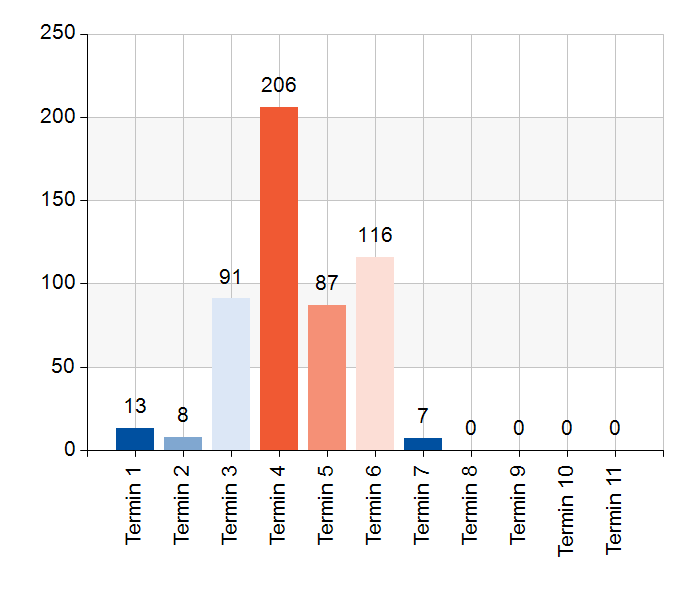 250
200
150
100
50
0
13
8
91
206
87
116
7
0
0
0
0
Termin 1
Termin 2
Termin 3
Termin 4
Termin 5
Termin 6
Termin 7
Termin 8
Termin 9
Termin 10
Termin 11